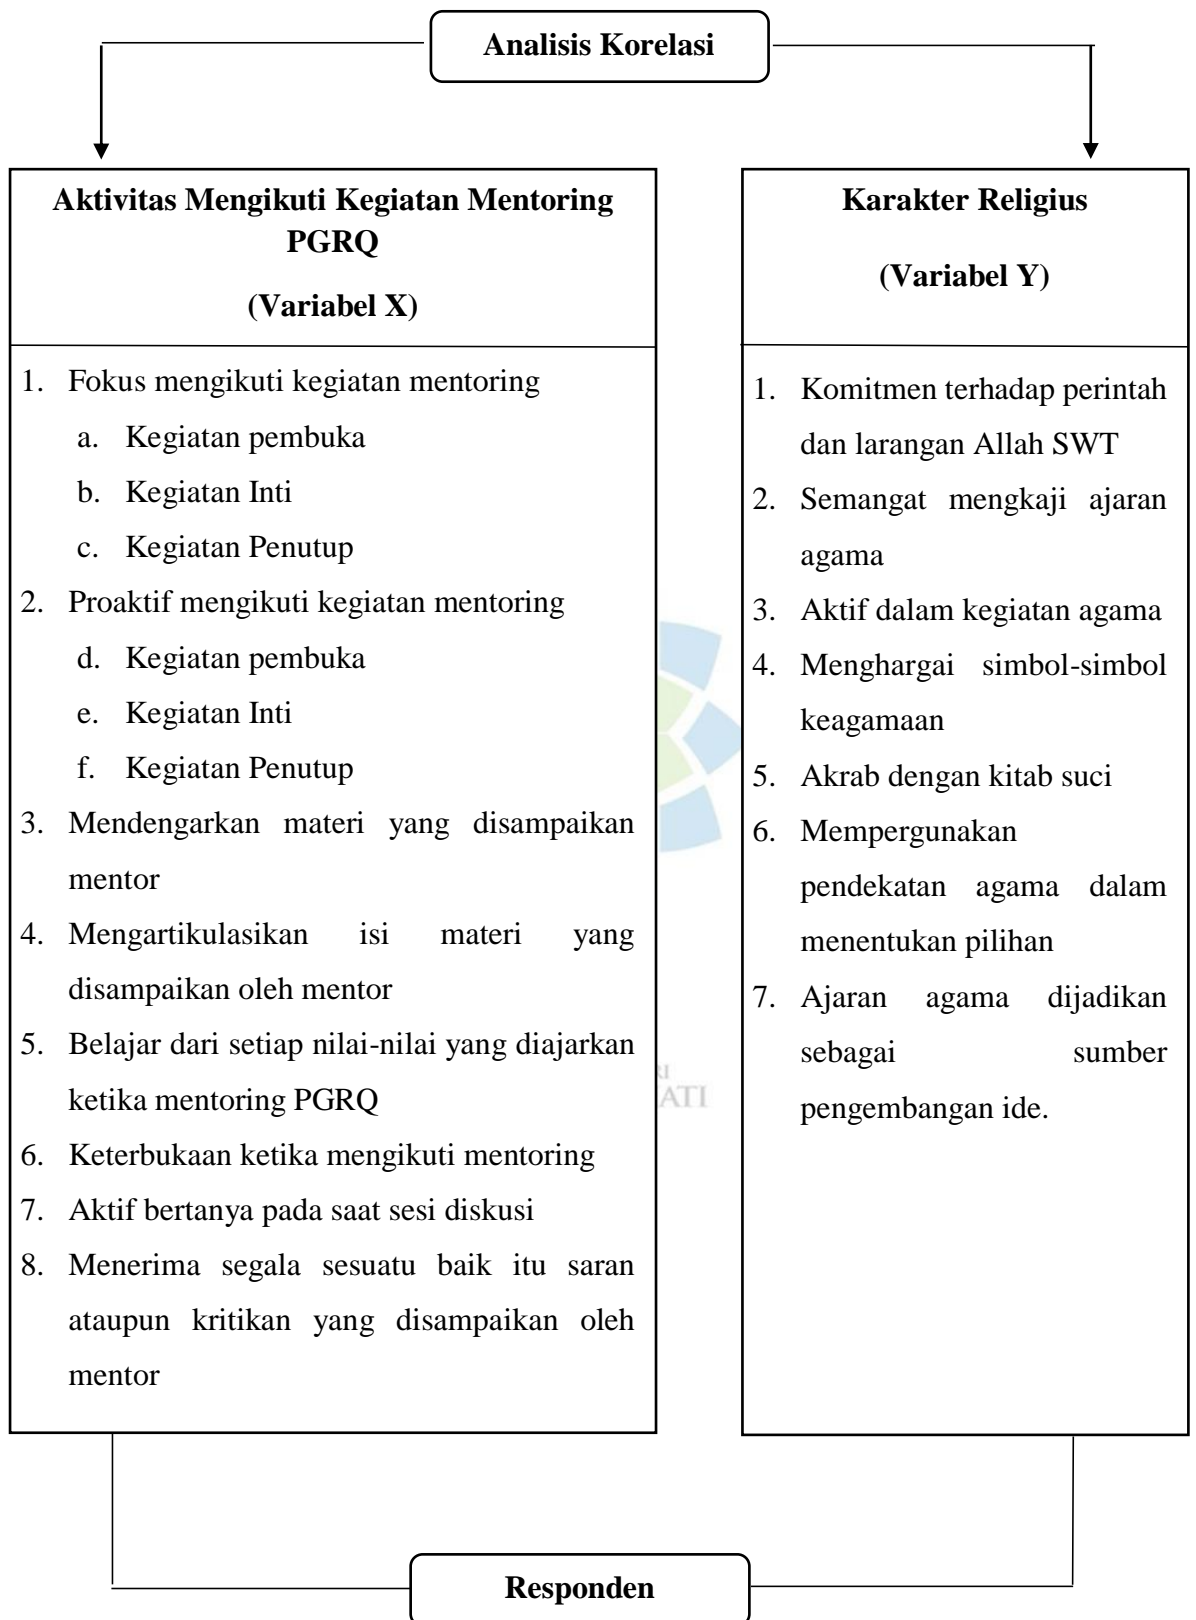 Analisis Korelasi
Aktivitas Mengikuti Kegiatan Mentoring
PGRQ
(Variabel X)
1. Fokus mengikuti kegiatan mentoring
a. Kegiatan pembuka
b. Kegiatan Inti
c. Kegiatan Penutup
2. Proaktif mengikuti kegiatan mentoring
d. Kegiatan pembuka
e. Kegiatan Inti
f. Kegiatan Penutup
3. Mendengarkan materi yang disampaikan
mentor
4. Mengartikulasikan isi materi yang
disampaikan oleh mentor
5. Belajar dari setiap nilai-nilai yang diajarkan
ketika mentoring PGRQ
6. Keterbukaan ketika mengikuti mentoring
7. Aktif bertanya pada saat sesi diskusi
8. Menerima segala sesuatu baik itu saran
ataupun kritikan yang disampaikan oleh
mentor
Karakter Religius
(Variabel Y)
1. Komitmen terhadap perintah
dan larangan Allah SWT
2. Semangat mengkaji ajaran
agama
3. Aktif dalam kegiatan agama
4. Menghargai simbol-simbol
keagamaan
5. Akrab dengan kitab suci
6. Mempergunakan
pendekatan agama dalam
menentukan pilihan
7. Ajaran agama dijadikan
sebagai sumber
pengembangan ide.
RI
ATI
Responden